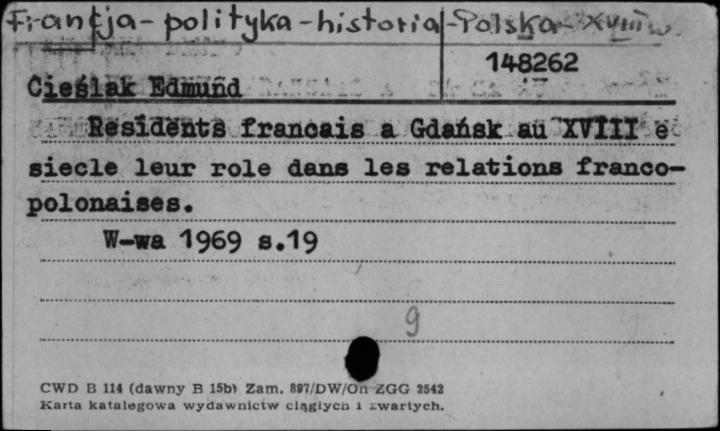 Francja - polityka - historia - Polska - XVIII w.
148262
Cieślak Edmund
Residents francais a Gdańsk au XVIII e
siecle leur role dans les relations franco-
polonaises.
W-wa 1969 s.19
9
CWD B 114 (dawny B 15b) Zam. 897/DW/On ZGG 2542
Karta katalogowa wydawnictw ciągłych i zwartych.